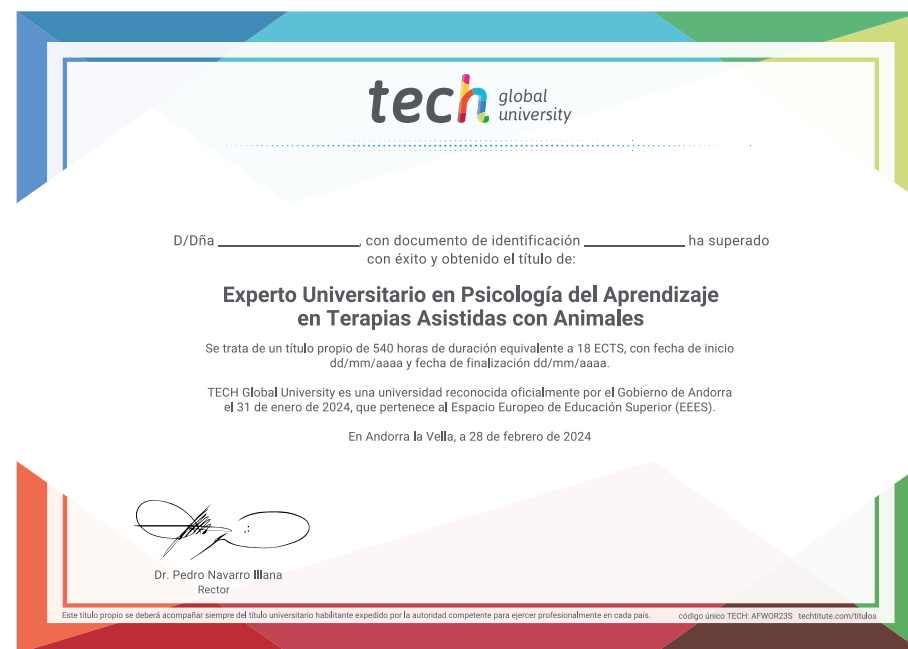 tech global university
D/Dña ____________, con documento de identificación ____________ ha superado
con éxito y obtenido el título de:
Experto Universitario en Psicología del Aprendizaje
en Terapias Asistidas con Animales
Se trata de un título propio de 540 horas de duración equivalente a 18 ECTS, con fecha de inicio
dd/mm/aaaa y fecha de finalización dd/mm/aaaa.
TECH Global University es una universidad reconocida oficialmente por el Gobierno de Andorra
el 31 de enero de 2024, que pertenece al Espacio Europeo de Educación Superior (EEES).
En Andorra la Vella, a 28 de febrero de 2024
Dr. Pedro Navarro Illana
Rector
Este título propio se deberá acompañar siempre del título universitario habilitante expedido por la autoridad competente para ejercer profesionalmente en cada país. código único TECH: AFWOR23S techtitute.com/titulos